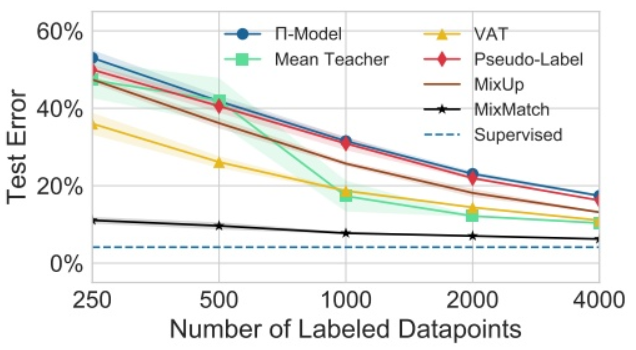 60%
40%
20%
0%
Test Error
Π-Model
Mean Teacher
VAT
Pseudo-Label
MixUp
MixMatch
Supervised
250 500 1000 2000 4000
Number of Labeled Datapoints